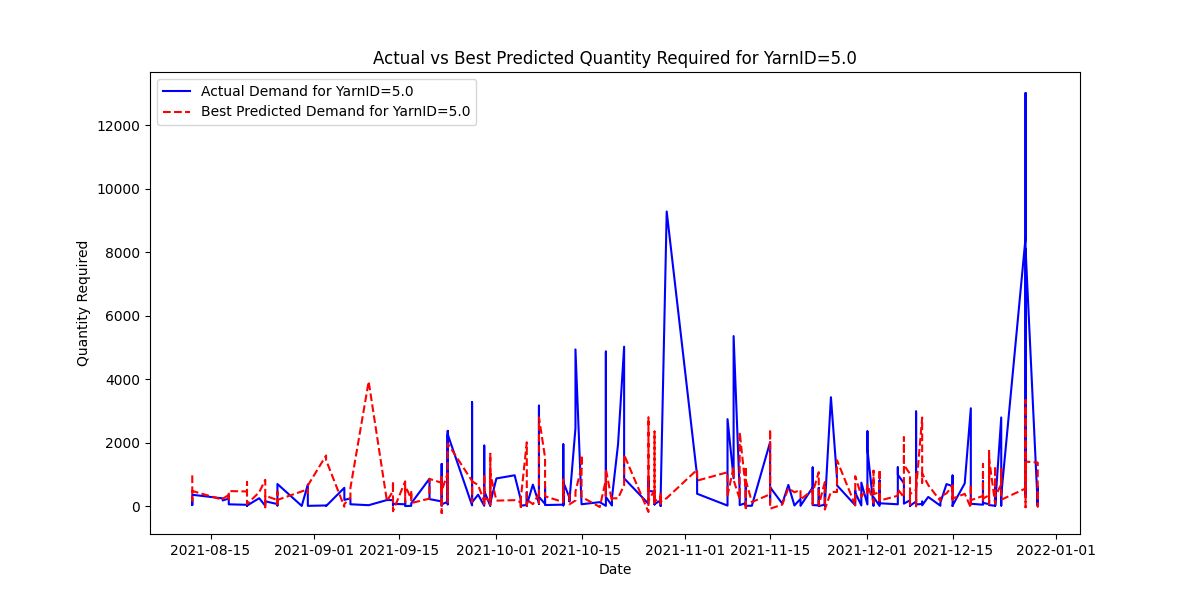 Actual vs Best Predicted Quantity Required for YarnID=5.0
Actual Demand for YarnID=5.0
Best Predicted Demand for YarnID=5.0
12000
10000
8000
6000
4000
2000
0
Quantity Required
2021-08-15 2021-09-01 2021-09-15 2021-10-01 2021-10-15 2021-11-01 2021-11-15 2021-12-01 2021-12-15 2022-01-01
Date